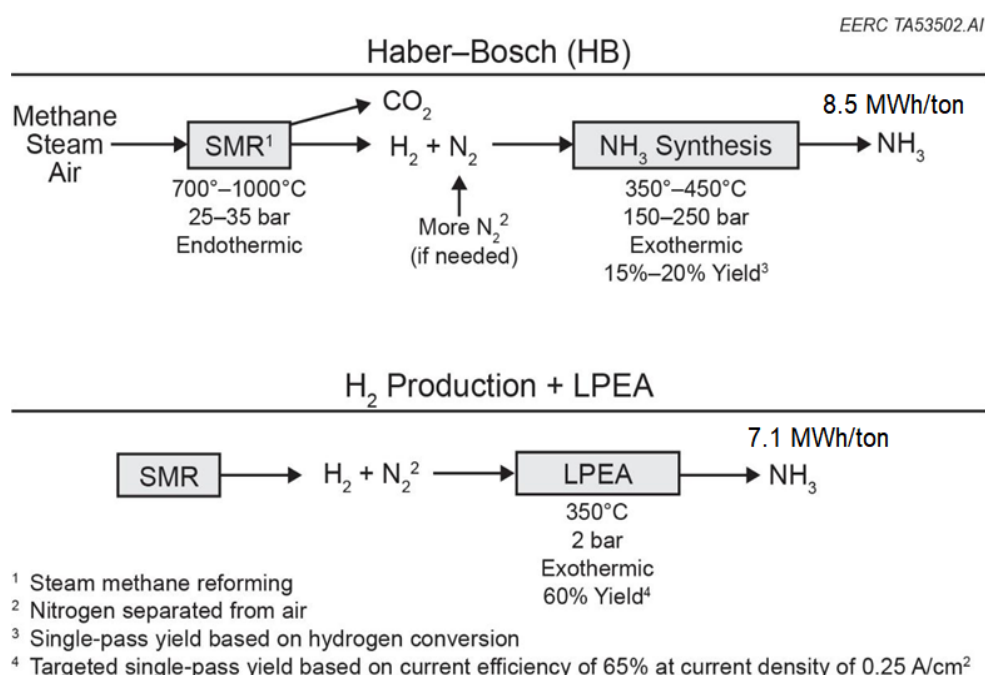 EERC TA53502.AI
Haber–Bosch (HB)
Methane
Steam
Air
SMR¹
700°–1000°C
25–35 bar
Endothermic
CO₂
H₂ + N₂
More N₂²
(if needed)
NH₃ Synthesis
350°–450°C
150–250 bar
Exothermic
15%–20% Yield³
8.5 MWh/ton
NH₃
H₂ Production + LPEA
SMR
H₂ + N₂²
LPEA
350°C
2 bar
Exothermic
60% Yield⁴
7.1 MWh/ton
NH₃
¹ Steam methane reforming
² Nitrogen separated from air
³ Single-pass yield based on hydrogen conversion
⁴ Targeted single-pass yield based on current efficiency of 65% at current density of 0.25 A/cm²